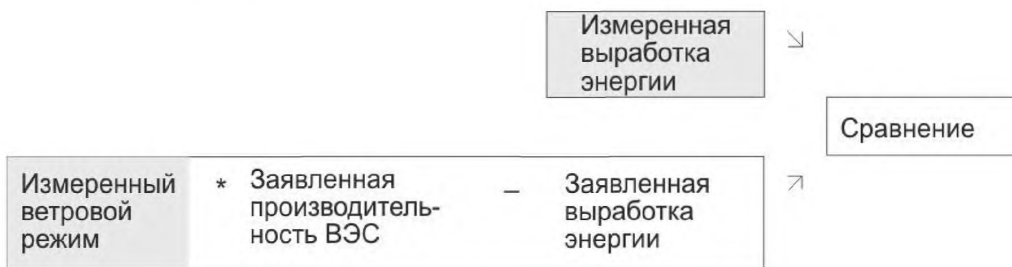 Измеренная
выработка
энергии
Сравнение
Измеренный
ветровой
режим
* Заявленная
производитель-
ность ВЭС
– Заявленная
выработка
энергии